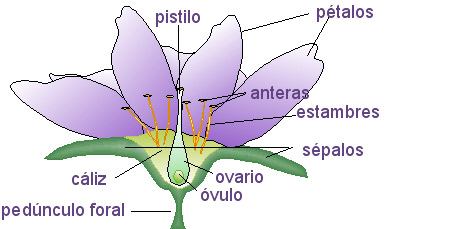 pistilo
pétalos
anteras
estambres
sépalos
cáliz
ovario
óvulo
pedúnculo foral